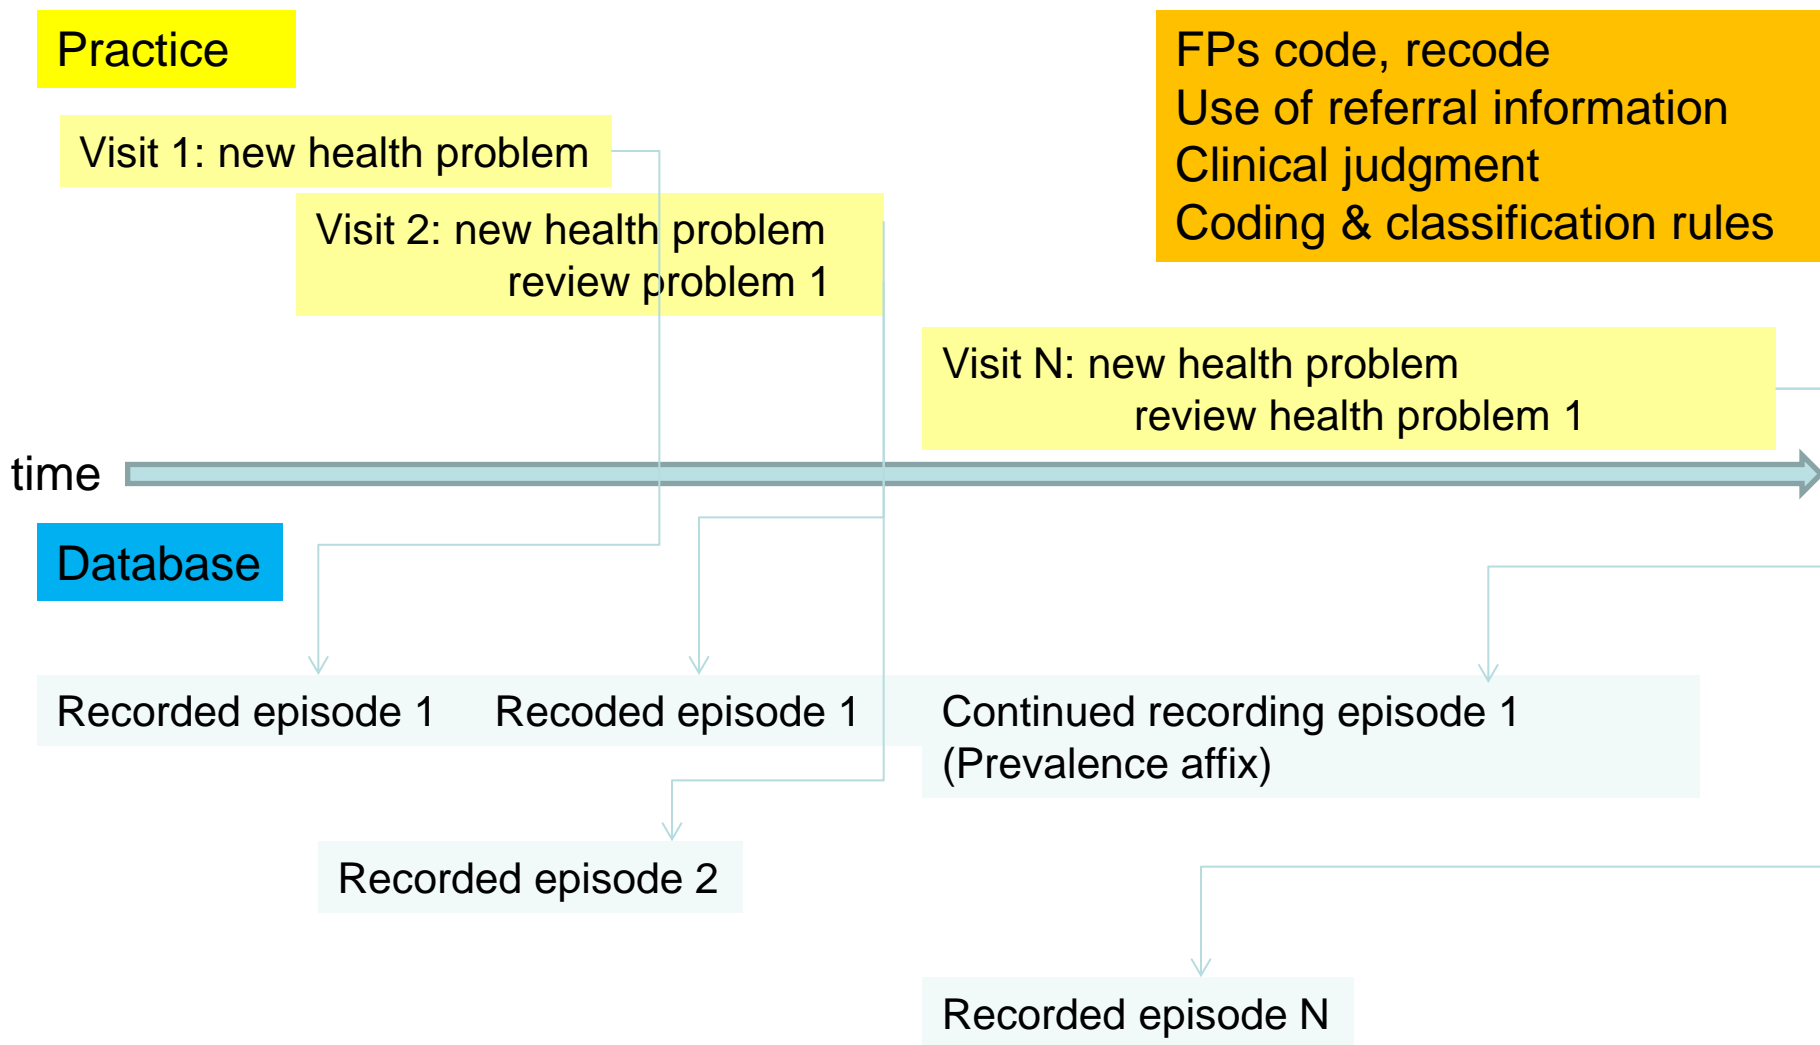 Practice
FPs code, recode
Use of referral information
Clinical judgment
Coding & classification rules
Visit 1: new health problem
Visit 2: new health problem
review problem 1
Visit N: new health problem
review health problem 1
time
Database
Recorded episode 1
Recoded episode 1
Continued recording episode 1
(Prevalence affix)
Recorded episode 2
Recorded episode N